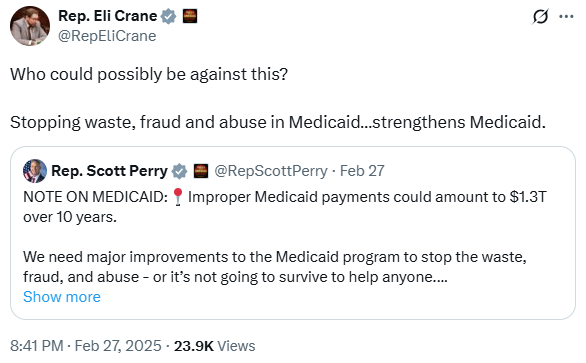 Rep. Eli Crane
@RepEliCrane
Who could possibly be against this?
Stopping waste, fraud and abuse in Medicaid...strengthens Medicaid.
Rep. Scott Perry @RepScottPerry · Feb 27
NOTE ON MEDICAID: 📍 Improper Medicaid payments could amount to $1.3T
over 10 years.
We need major improvements to the Medicaid program to stop the waste,
fraud, and abuse - or it’s not going to survive to help anyone....
Show more
8:41 PM · Feb 27, 2025 · 23.9K Views